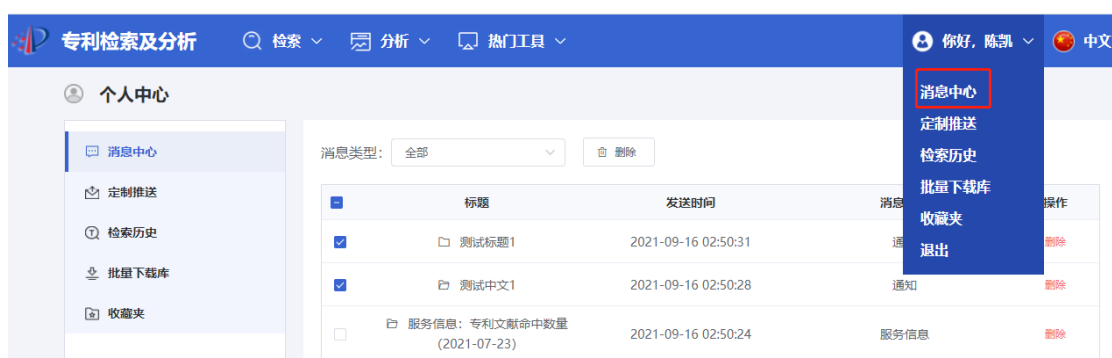 专利检索及分析 检索 分析 热门工具 你好，陈凯 中文
个人中心
消息中心
定制推送
检索历史
批量下载库
收藏夹
退出
消息中心
定制推送
检索历史
批量下载库
收藏夹
消息类型： 全部 删除
标题 发送时间 消息 操作
测试标题1 2021-09-16 02:50:31 通 删除
测试中文1 2021-09-16 02:50:28 通知 删除
服务信息：专利文献命中数量
(2021-07-23) 2021-09-16 02:50:24 服务信息 删除